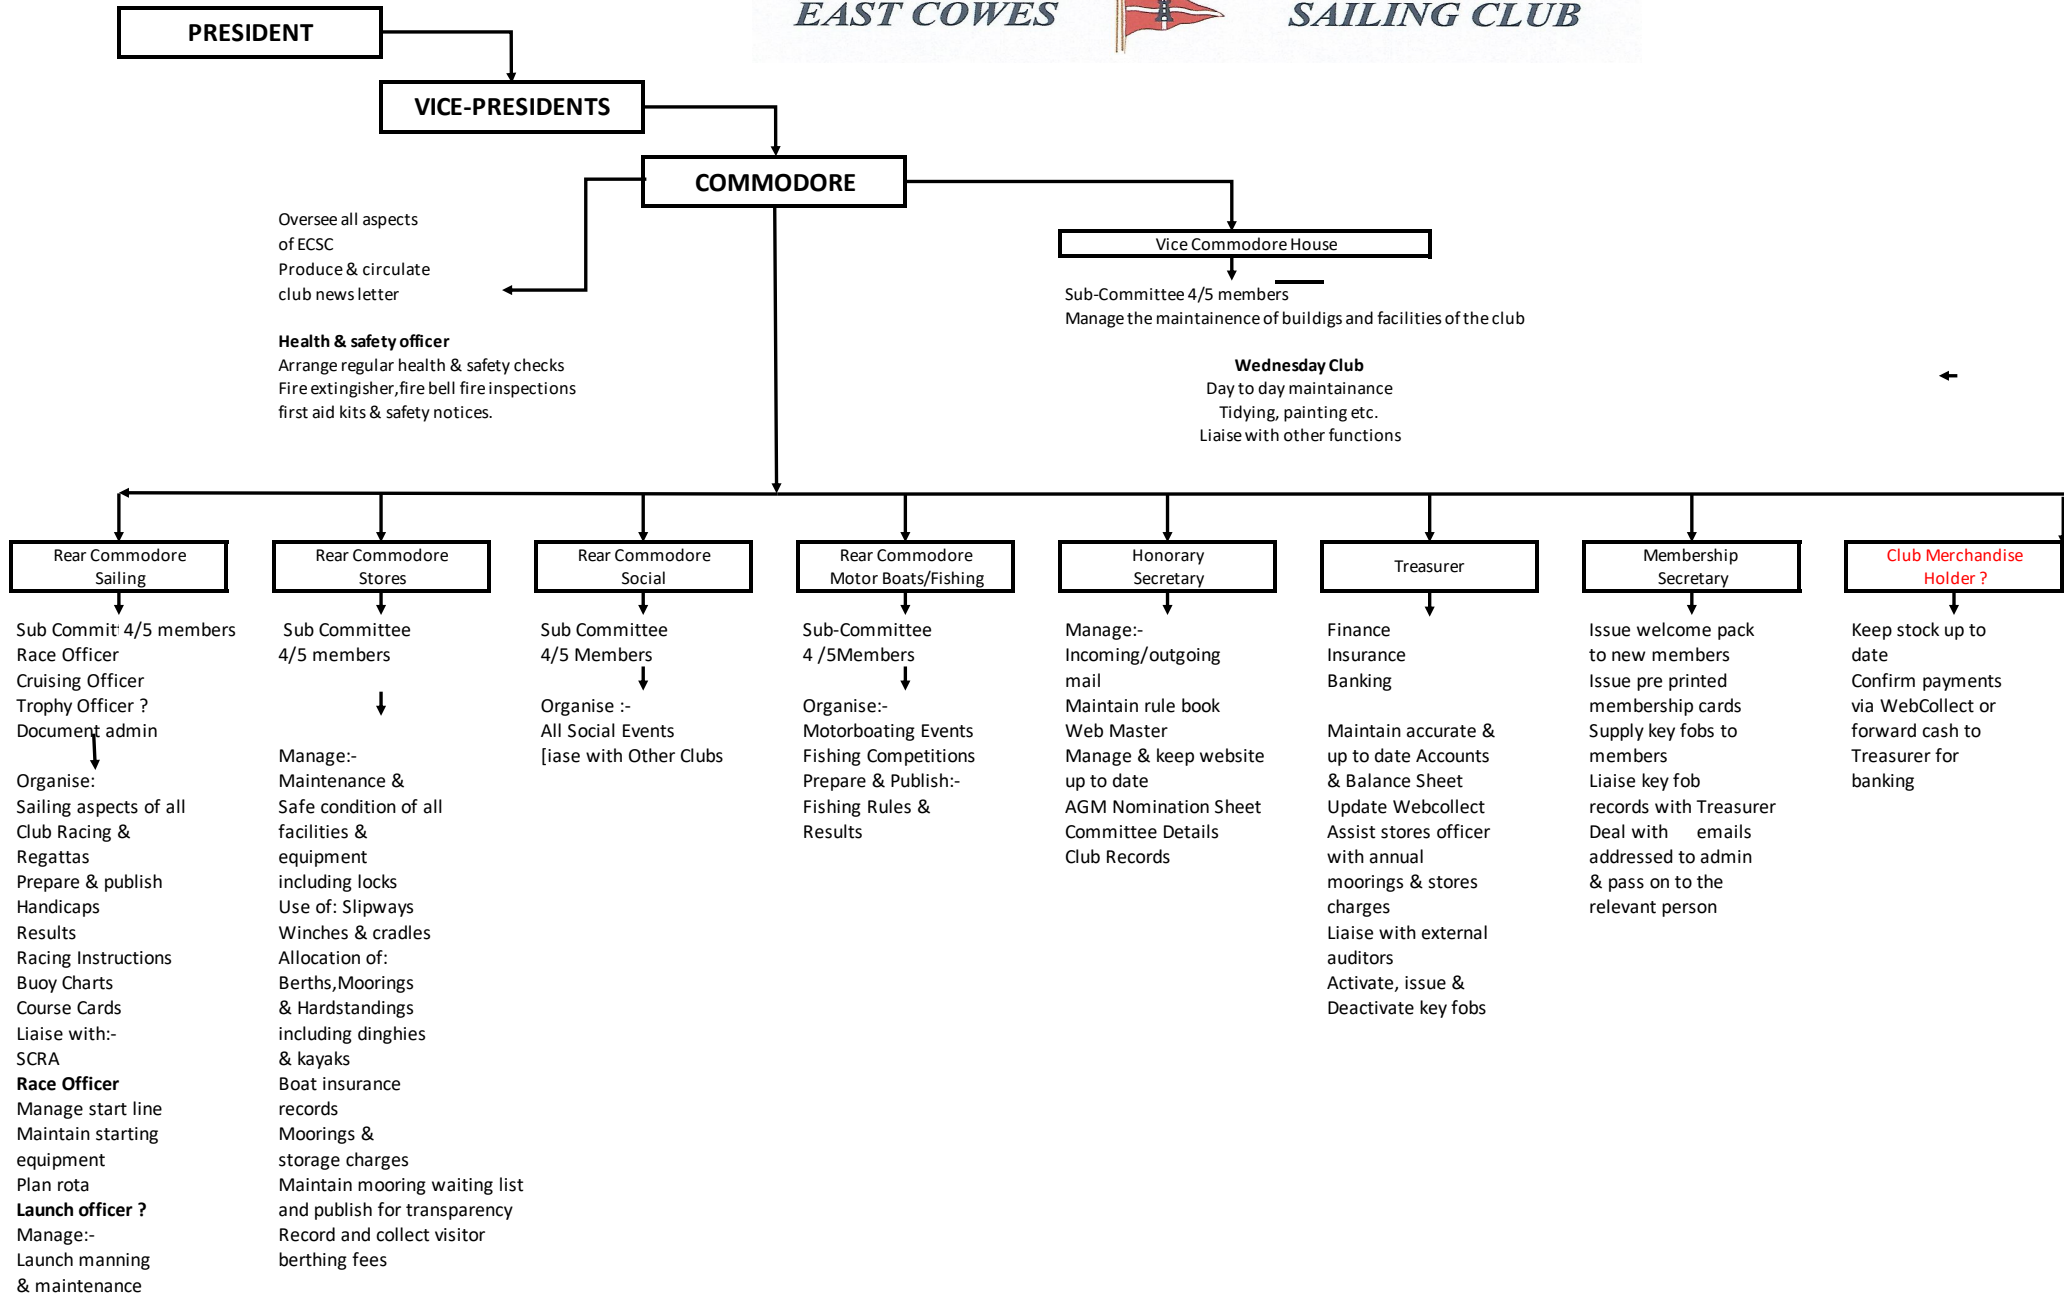 EAST COWES
SAILING CLUB
PRESIDENT
VICE-PRESIDENTS
COMMODORE
Oversee all aspects
of ECSC
Produce & circulate
club news letter
Health & safety officer
Arrange regular health & safety checks
Fire extingisher,fire bell fire inspections
first aid kits & safety notices.
Vice Commodore House
Sub-Committee 4/5 members
Manage the maintainence of buildigs and facilities of the club
Wednesday Club
Day to day maintainance
Tidying, painting etc.
Liaise with other functions
Rear Commodore
Sailing
Sub Commit 4/5 members
Race Officer
Cruising Officer
Trophy Officer ?
Document admin
Organise:
Sailing aspects of all
Club Racing &
Regattas
Prepare & publish
Handicaps
Results
Racing Instructions
Buoy Charts
Course Cards
Liaise with:-
SCRA
Race Officer
Manage start line
Maintain starting
equipment
Plan rota
Launch officer ?
Manage:-
Launch manning
& maintenance
Rear Commodore
Stores
Sub Committee
4/5 members
Manage:-
Maintenance &
Safe condition of all
facilities &
equipment
including locks
Use of: Slipways
Winches & cradles
Allocation of:
Berths,Moorings
& Hardstandings
including dinghies
& kayaks
Boat insurance
records
Moorings &
storage charges
Maintain mooring waiting list
and publish for transparency
Record and collect visitor
berthing fees
Rear Commodore
Social
Sub Committee
4/5 Members
Organise :-
All Social Events
[iase with Other Clubs
Rear Commodore
Motor Boats/Fishing
Sub-Committee
4 /5Members
Organise:-
Motorboating Events
Fishing Competitions
Prepare & Publish:-
Fishing Rules &
Results
Honorary
Secretary
Manage:-
Incoming/outgoing
mail
Maintain rule book
Web Master
Manage & keep website
up to date
AGM Nomination Sheet
Committee Details
Club Records
Treasurer
Finance
Insurance
Banking
Maintain accurate &
up to date Accounts
& Balance Sheet
Update Webcollect
Assist stores officer
with annual
moorings & stores
charges
Liaise with external
auditors
Activate, issue &
Deactivate key fobs
Membership
Secretary
Issue welcome pack
to new members
Issue pre printed
membership cards
Supply key fobs to
members
Liaise key fob
records with Treasurer
Deal with emails
addressed to admin
& pass on to the
relevant person
Club Merchandise
Holder ?
Keep stock up to
date
Confirm payments
via WebCollect or
forward cash to
Treasurer for
banking